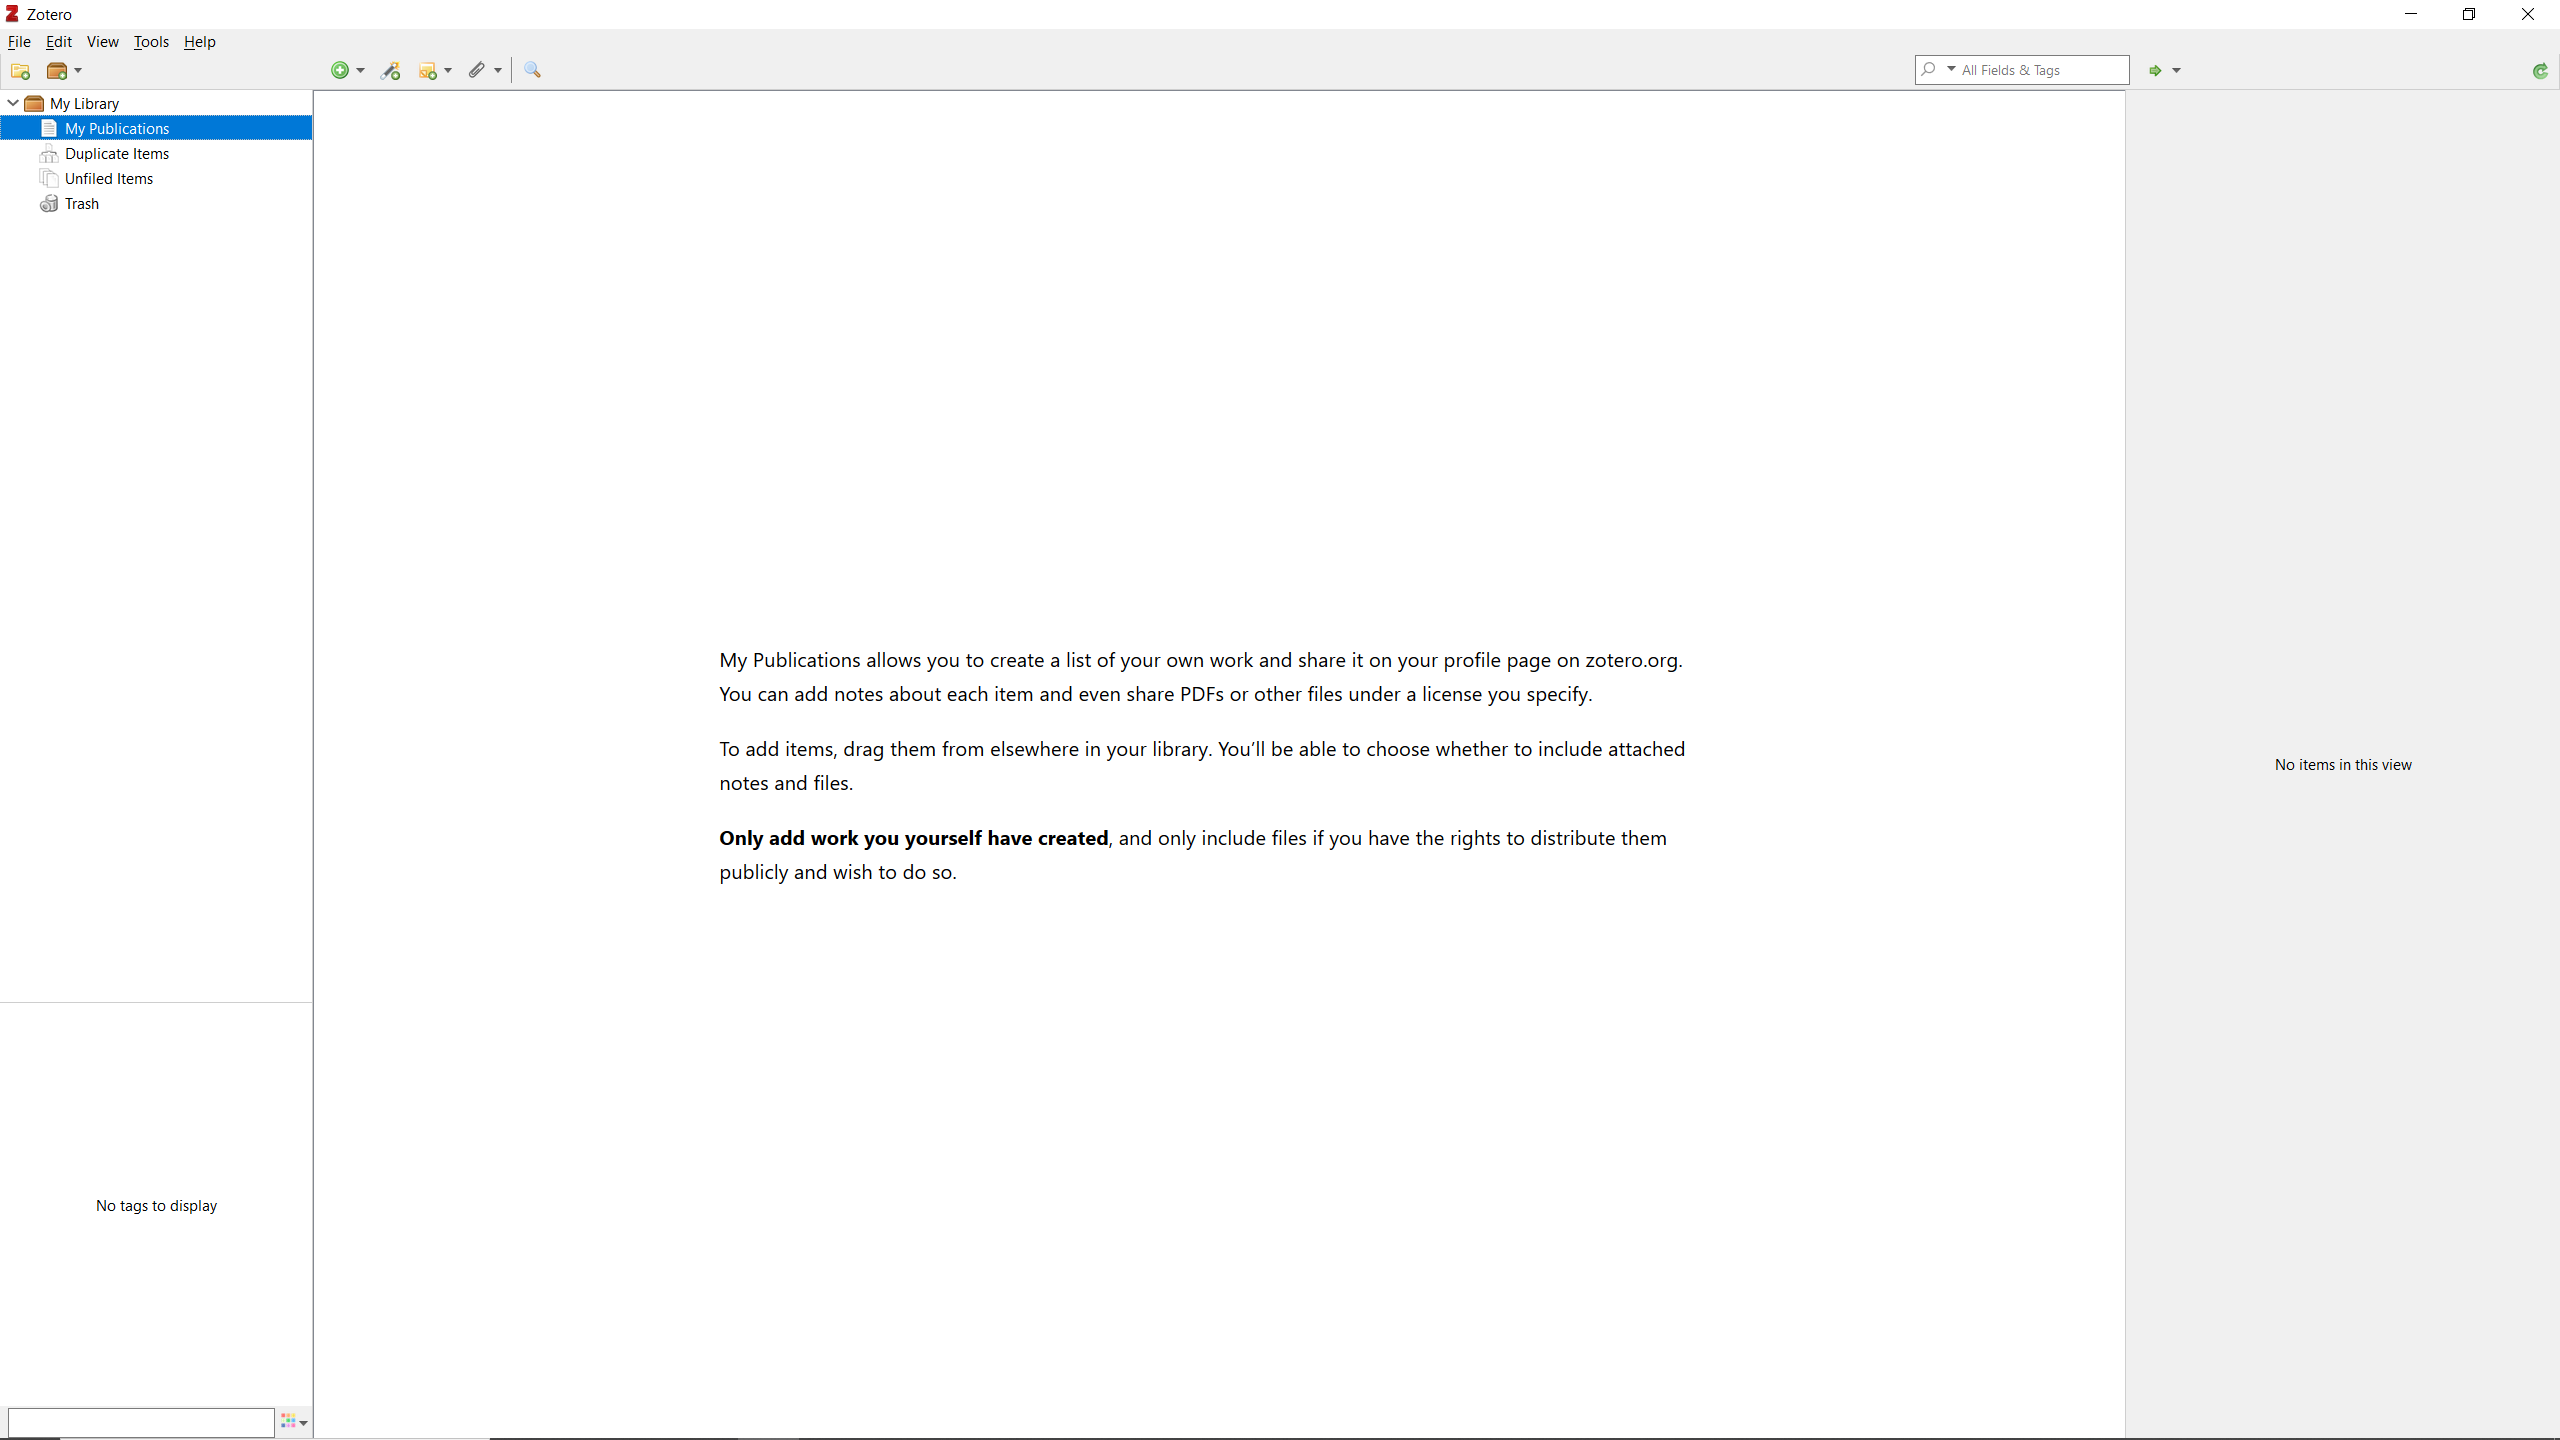 Zotero
File Edit View Tools Help
All Fields & Tags
My Library
My Publications
Duplicate Items
Unfiled Items
Trash
My Publications allows you to create a list of your own work and share it on your profile page on zotero.org.
You can add notes about each item and even share PDFs or other files under a license you specify.
To add items, drag them from elsewhere in your library. You’ll be able to choose whether to include attached
notes and files.
Only add work you yourself have created, and only include files if you have the rights to distribute them
publicly and wish to do so.
No items in this view
No tags to display